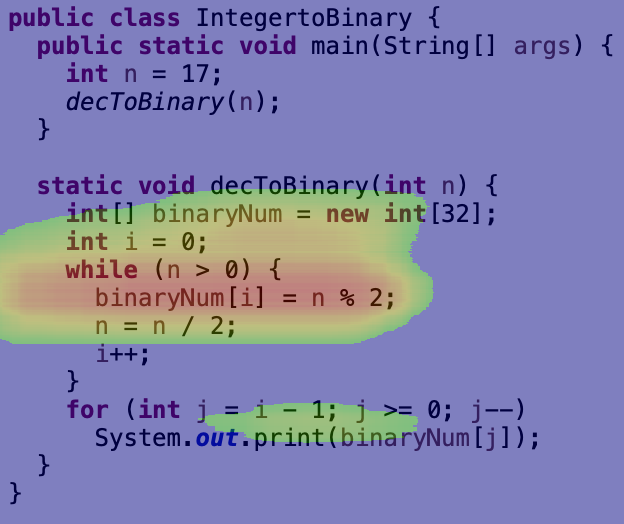 public class IntegertoBinary {
public static void main(String[] args) {
int n = 17;
decToBinary(n);
}
static void decToBinary(int n) {
int[] binaryNum = new int[32];
int i = 0;
while (n > 0) {
binaryNum[i] = n % 2;
n = n / 2;
i++;
}
for (int j = i - 1; j >= 0; j--)
System.out.print(binaryNum[j]);
}
}